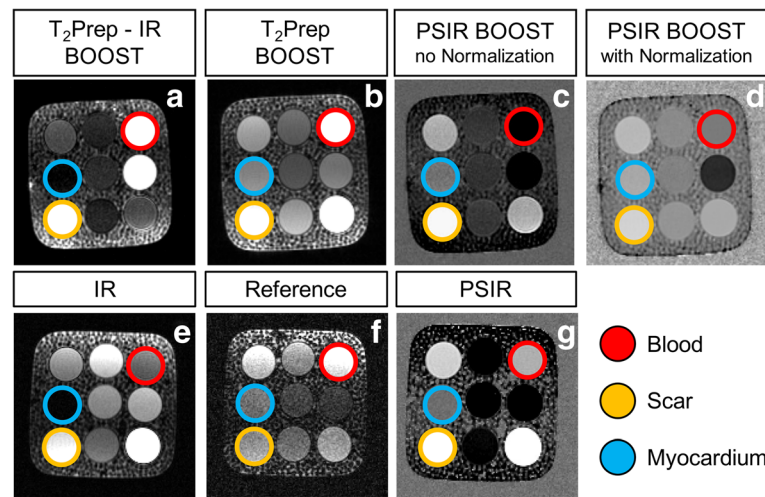 T₂Prep - IR
BOOST
T₂Prep
BOOST
PSIR BOOST
no Normalization
PSIR BOOST
with Normalization
a
b
c
d
IR
Reference
PSIR
e
f
g
Blood
Scar
Myocardium